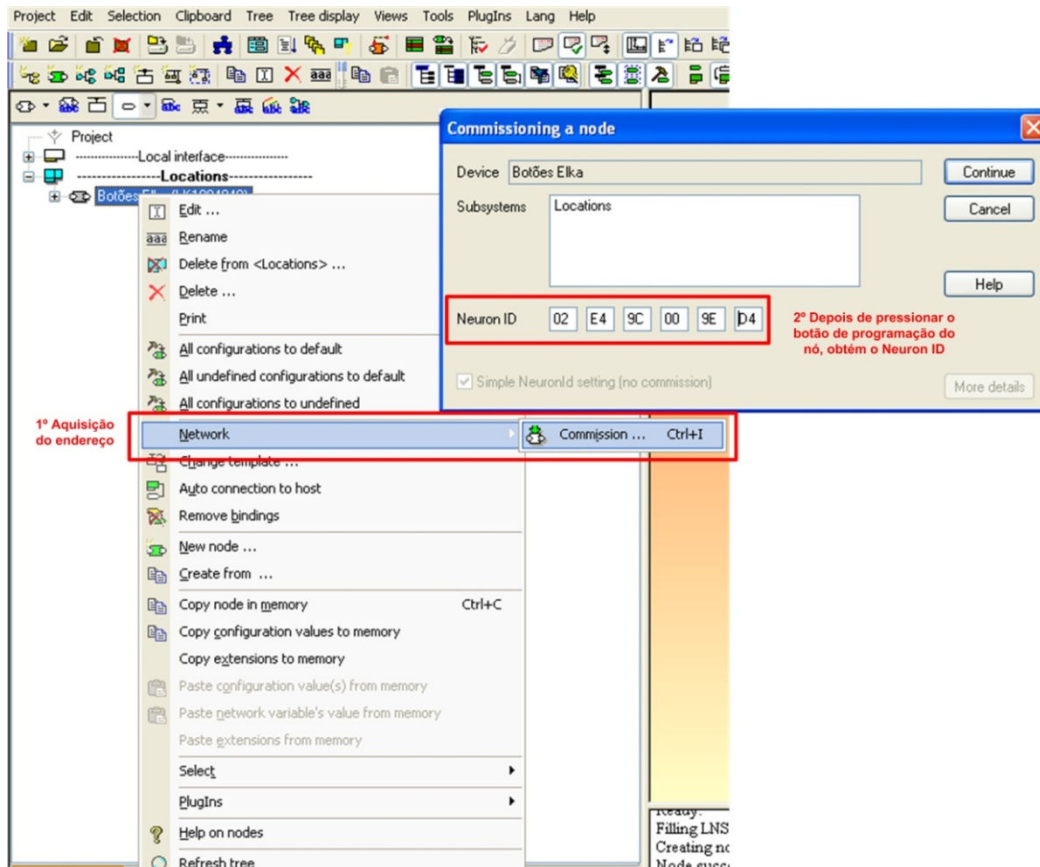 Project Edit Selection Clipboard Tree Tree display Views Tools PlugIns Lang Help
Project
Local interface
Locations
Botões
Edit ...
Rename
Delete from <Locations> ...
Delete ...
Print
All configurations to default
All undefined configurations to default
All configurations to undefined
Network
Commission ... Ctrl+I
Change template ...
Auto connection to host
Remove bindings
New node ...
Create from ...
Copy node in memory Ctrl+C
Copy configuration values to memory
Copy extensions to memory
Paste configuration value(s) from memory
Paste network variable's value from memory
Paste extensions from memory
Select
PlugIns
Help on nodes
Refresh tree
1º Aquisição
do endereço
Commissioning a node
Device Botões Elka
Continue
Subsystems Locations
Cancel
Help
Neuron ID 02 E4 9C 00 9E D4
2º Depois de pressionar o
botão de programação do
nó, obtém o Neuron ID
Simple NeuronId setting (no commission)
More details
Ready.
Filling LNS
Creating
Node